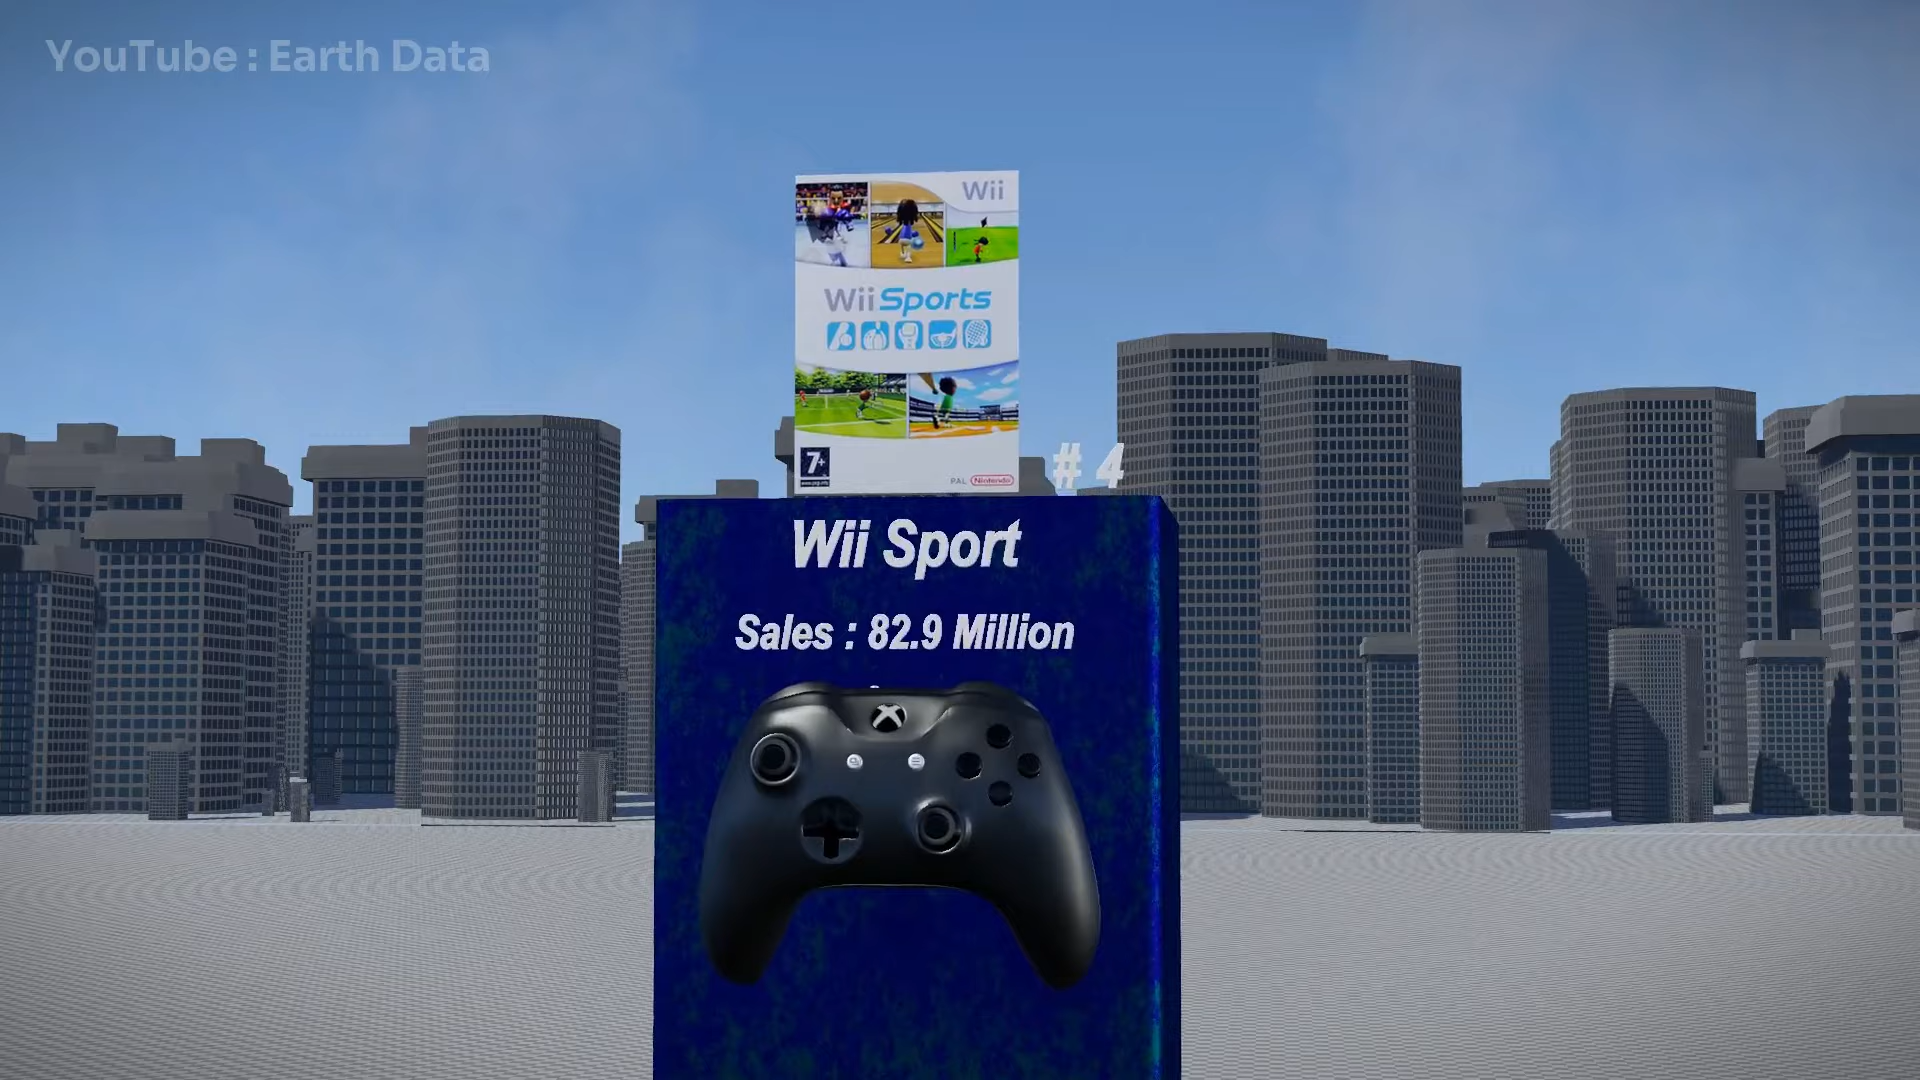 YouTube : Earth Data
Wii
Wii Sports
7+
PAL Nintendo
# 4
Wii Sport
Sales : 82.9 Million